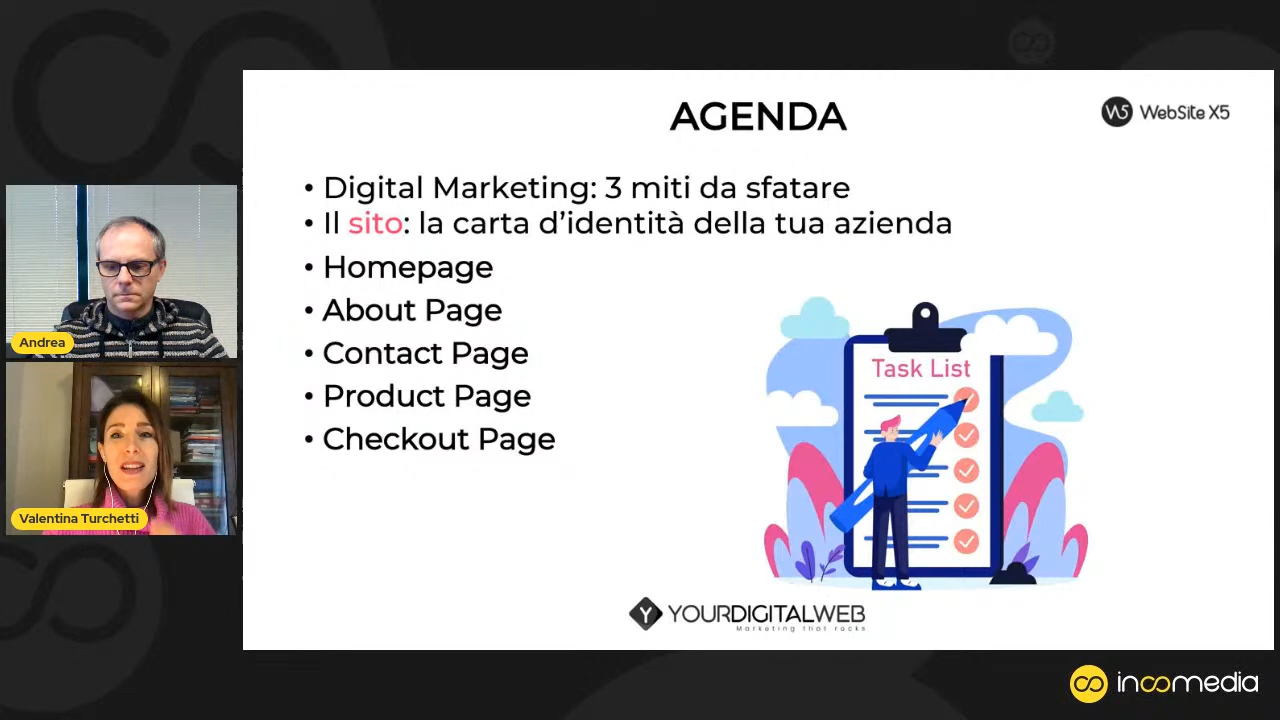 AGENDA
W5 WebSite X5
• Digital Marketing: 3 miti da sfatare
• Il sito: la carta d’identità della tua azienda
• Homepage
• About Page
• Contact Page
• Product Page
• Checkout Page
Task List
Andrea
Valentina Turchetti
Y YOURDIGITALWEB
Marketing that rocks
incomedia